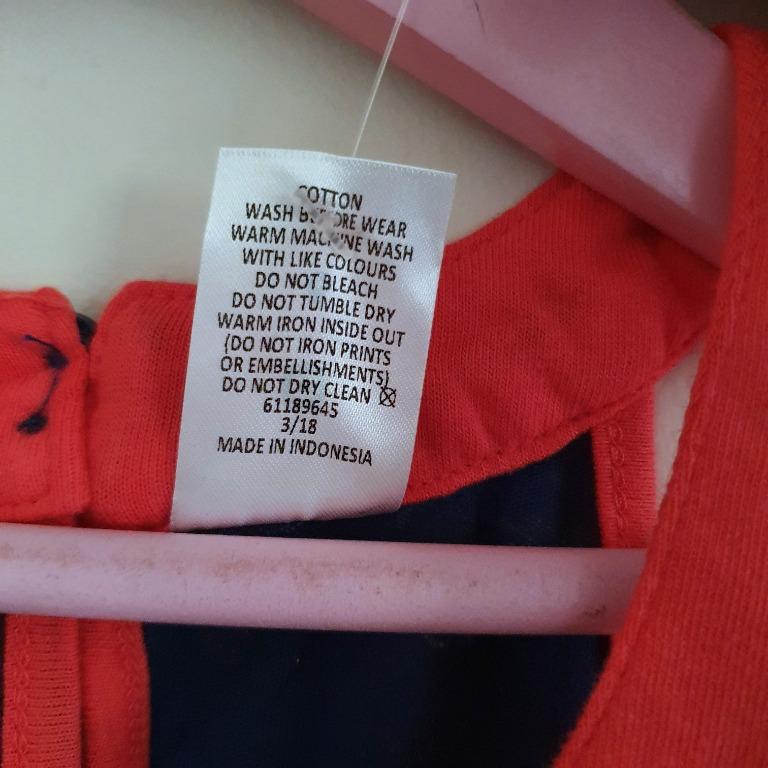 COTTON
WASH BEFORE WEAR
WARM MACHINE WASH
WITH LIKE COLOURS
DO NOT BLEACH
DO NOT TUMBLE DRY
WARM IRON INSIDE OUT
(DO NOT IRON PRINTS
OR EMBELLISHMENTS)
DO NOT DRY CLEAN
61189645
3/18
MADE IN INDONESIA